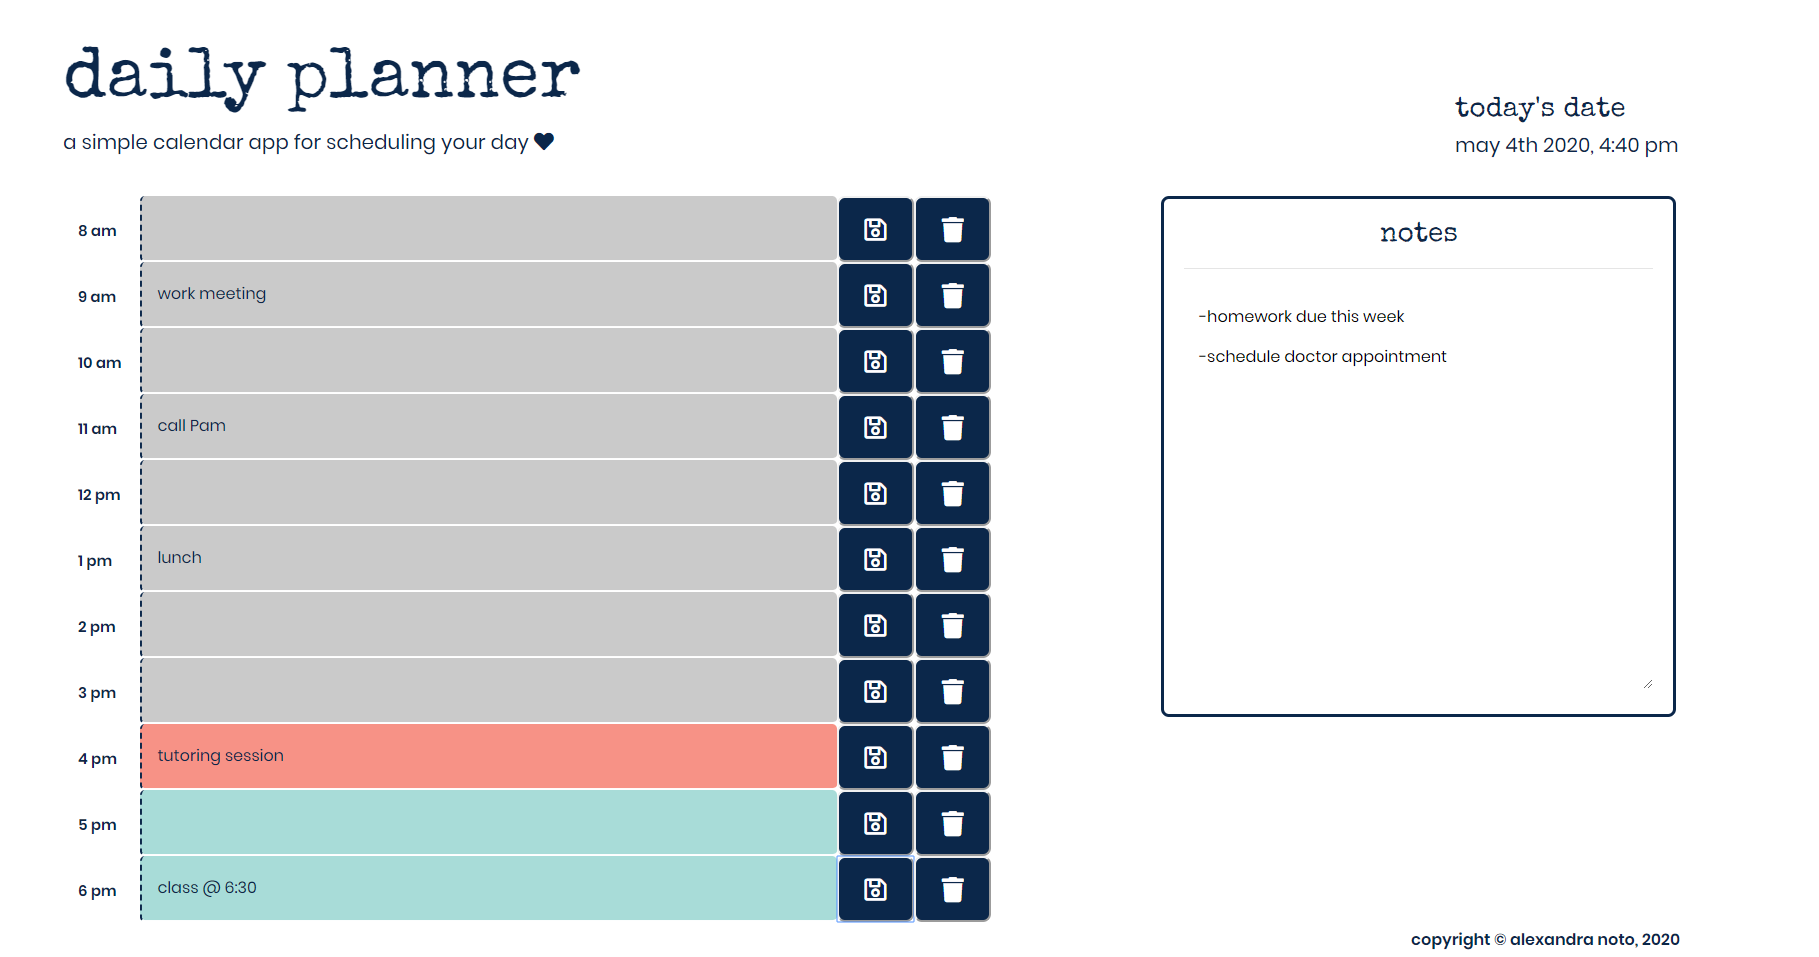 daily planner
a simple calendar app for scheduling your day
today's date
may 4th 2020, 4:40 pm
8 am
9 am work meeting
10 am
11 am call Pam
12 pm
1 pm lunch
2 pm
3 pm
4 pm tutoring session
5 pm
6 pm class @ 6:30
notes
-homework due this week
-schedule doctor appointment
copyright © alexandra noto, 2020